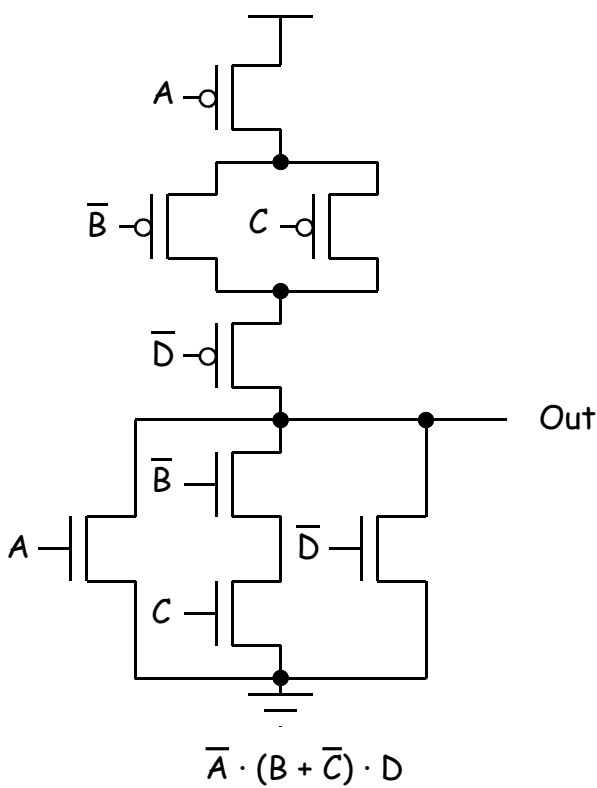 A
B̅ C
D̅
Out
B̅
A D̅
C
A̅ · (B + C̅) · D